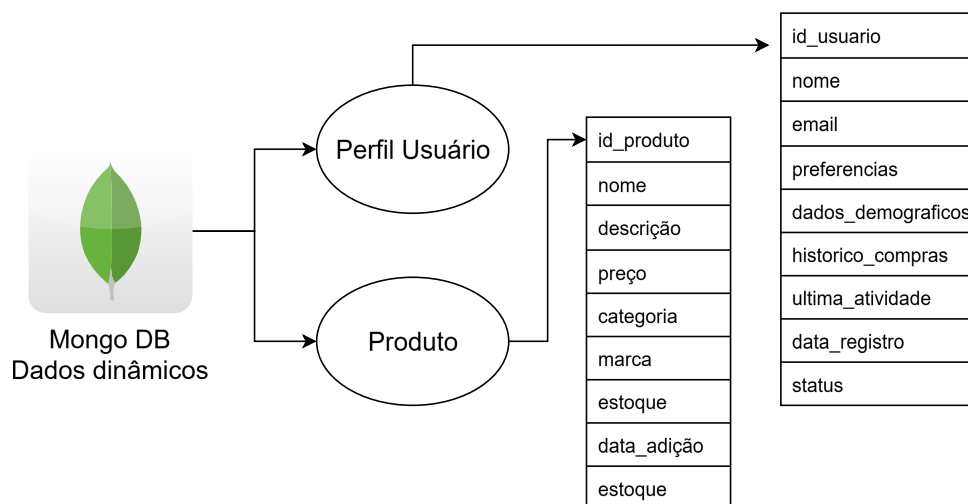 Mongo DB
Dados dinâmicos
Perfil Usuário
Produto
id_produto
nome
descrição
preço
categoria
marca
estoque
data_adição
estoque
id_usuario
nome
email
preferencias
dados_demograficos
historico_compras
ultima_atividade
data_registro
status